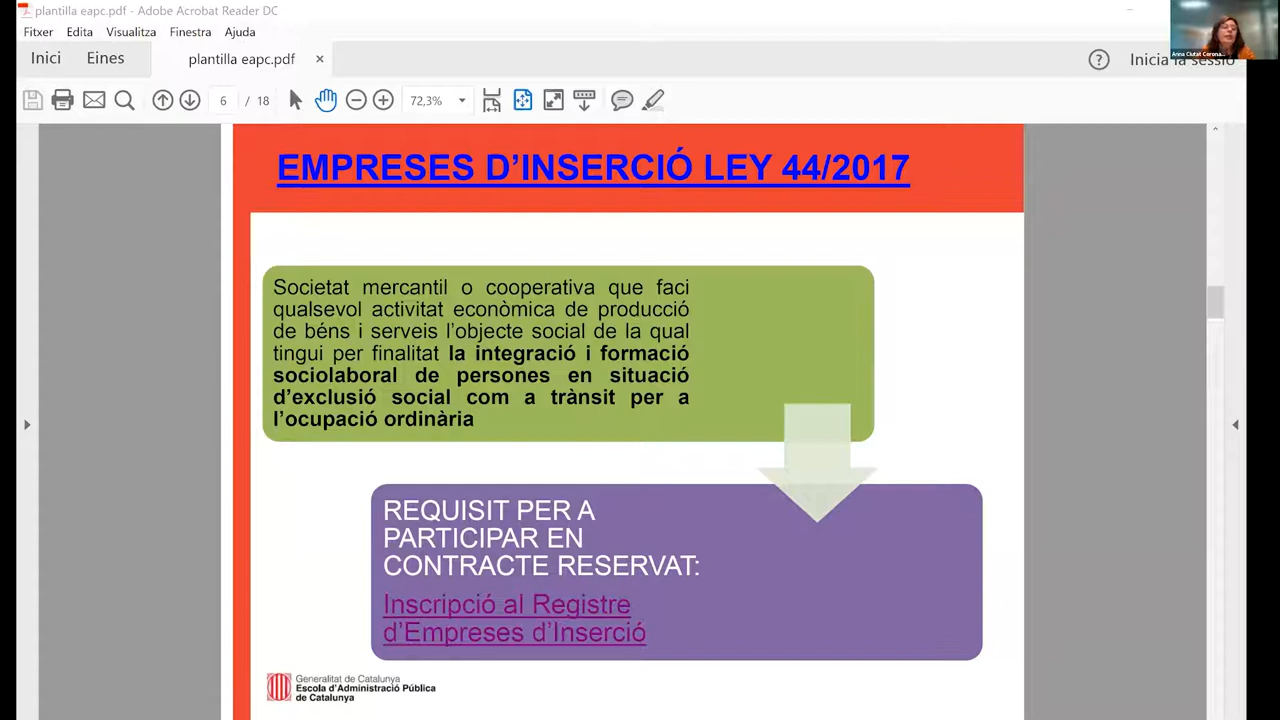 plantilla eapc.pdf - Adobe Acrobat Reader DC
Fitxer Edita Visualitza Finestra Ajuda
Inici Eines plantilla eapc.pdf × ? Inicia la sessió
6 / 18 72,3%
EMPRESES D’INSERCIÓ LEY 44/2017
Societat mercantil o cooperativa que faci
qualsevol activitat econòmica de producció
de béns i serveis l’objecte social de la qual
tingui per finalitat la integració i formació
sociolaboral de persones en situació
d’exclusió social com a trànsit per a
l’ocupació ordinària
REQUISIT PER A
PARTICIPAR EN
CONTRACTE RESERVAT:
Inscripció al Registre
d’Empreses d’Inserció
Generalitat de Catalunya
Escola d’Administració Pública
de Catalunya